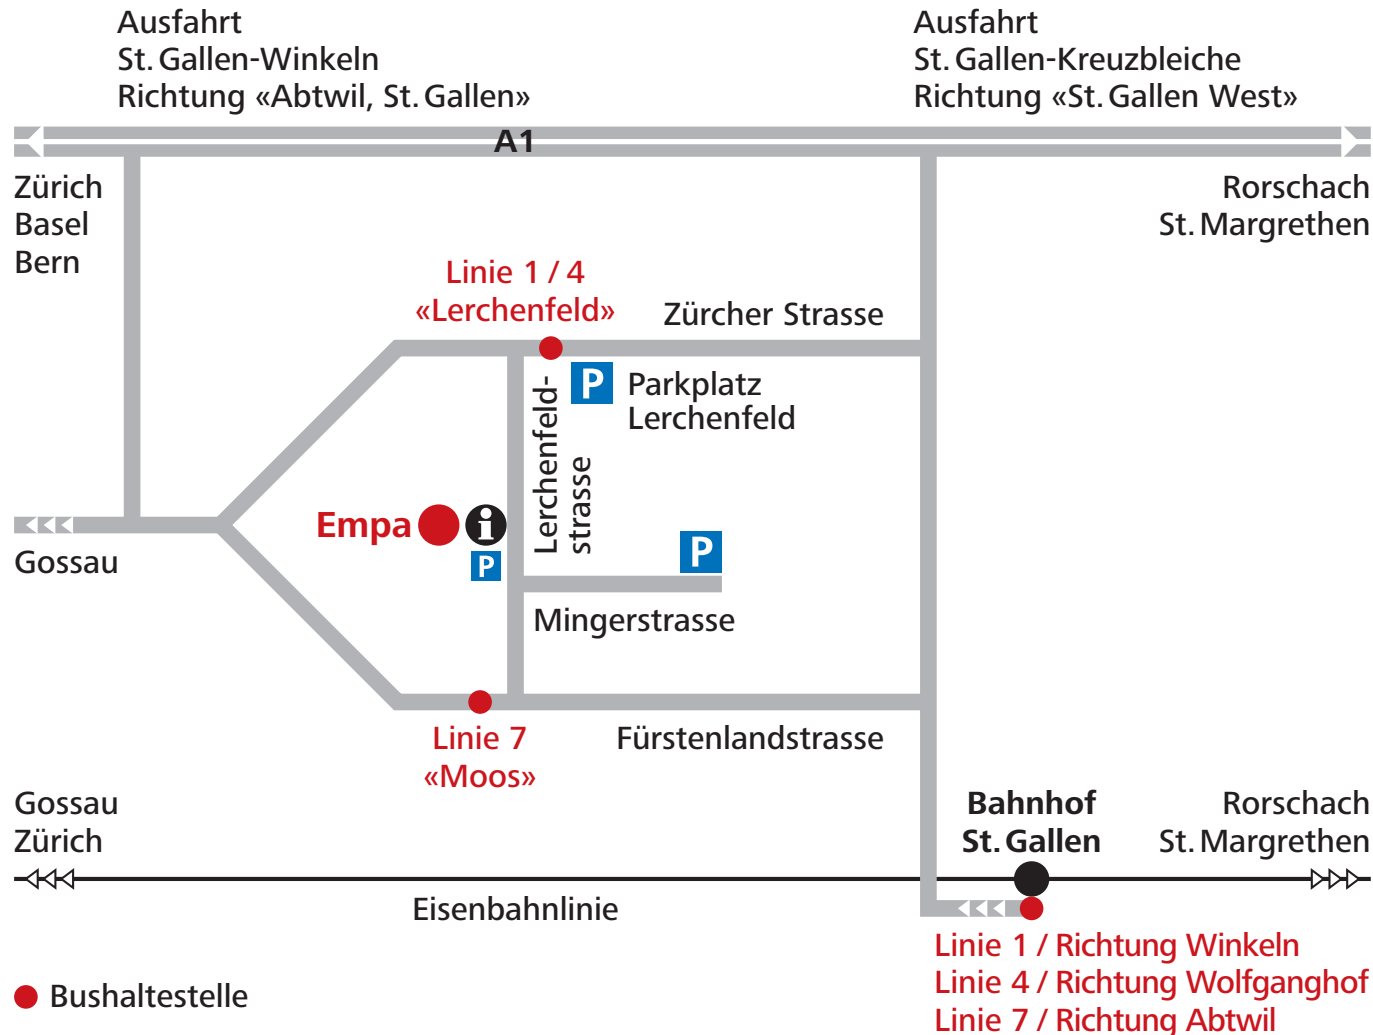 Ausfahrt
St. Gallen-Winkeln
Richtung «Abtwil, St. Gallen»
Ausfahrt
St. Gallen-Kreuzbleiche
Richtung «St. Gallen West»
A1
Zürich
Basel
Bern
Rorschach
St. Margrethen
Linie 1 / 4
«Lerchenfeld»
Zürcher Strasse
P
Parkplatz
Lerchenfeld
Lerchenfeld-
strasse
Empa
i
P
P
Gossau
Mingerstrasse
Linie 7
«Moos»
Fürstenlandstrasse
Gossau
Zürich
Bahnhof
St. Gallen
Rorschach
St. Margrethen
Eisenbahnlinie
Linie 1 / Richtung Winkeln
Linie 4 / Richtung Wolfganghof
Linie 7 / Richtung Abtwil
Bushaltestelle